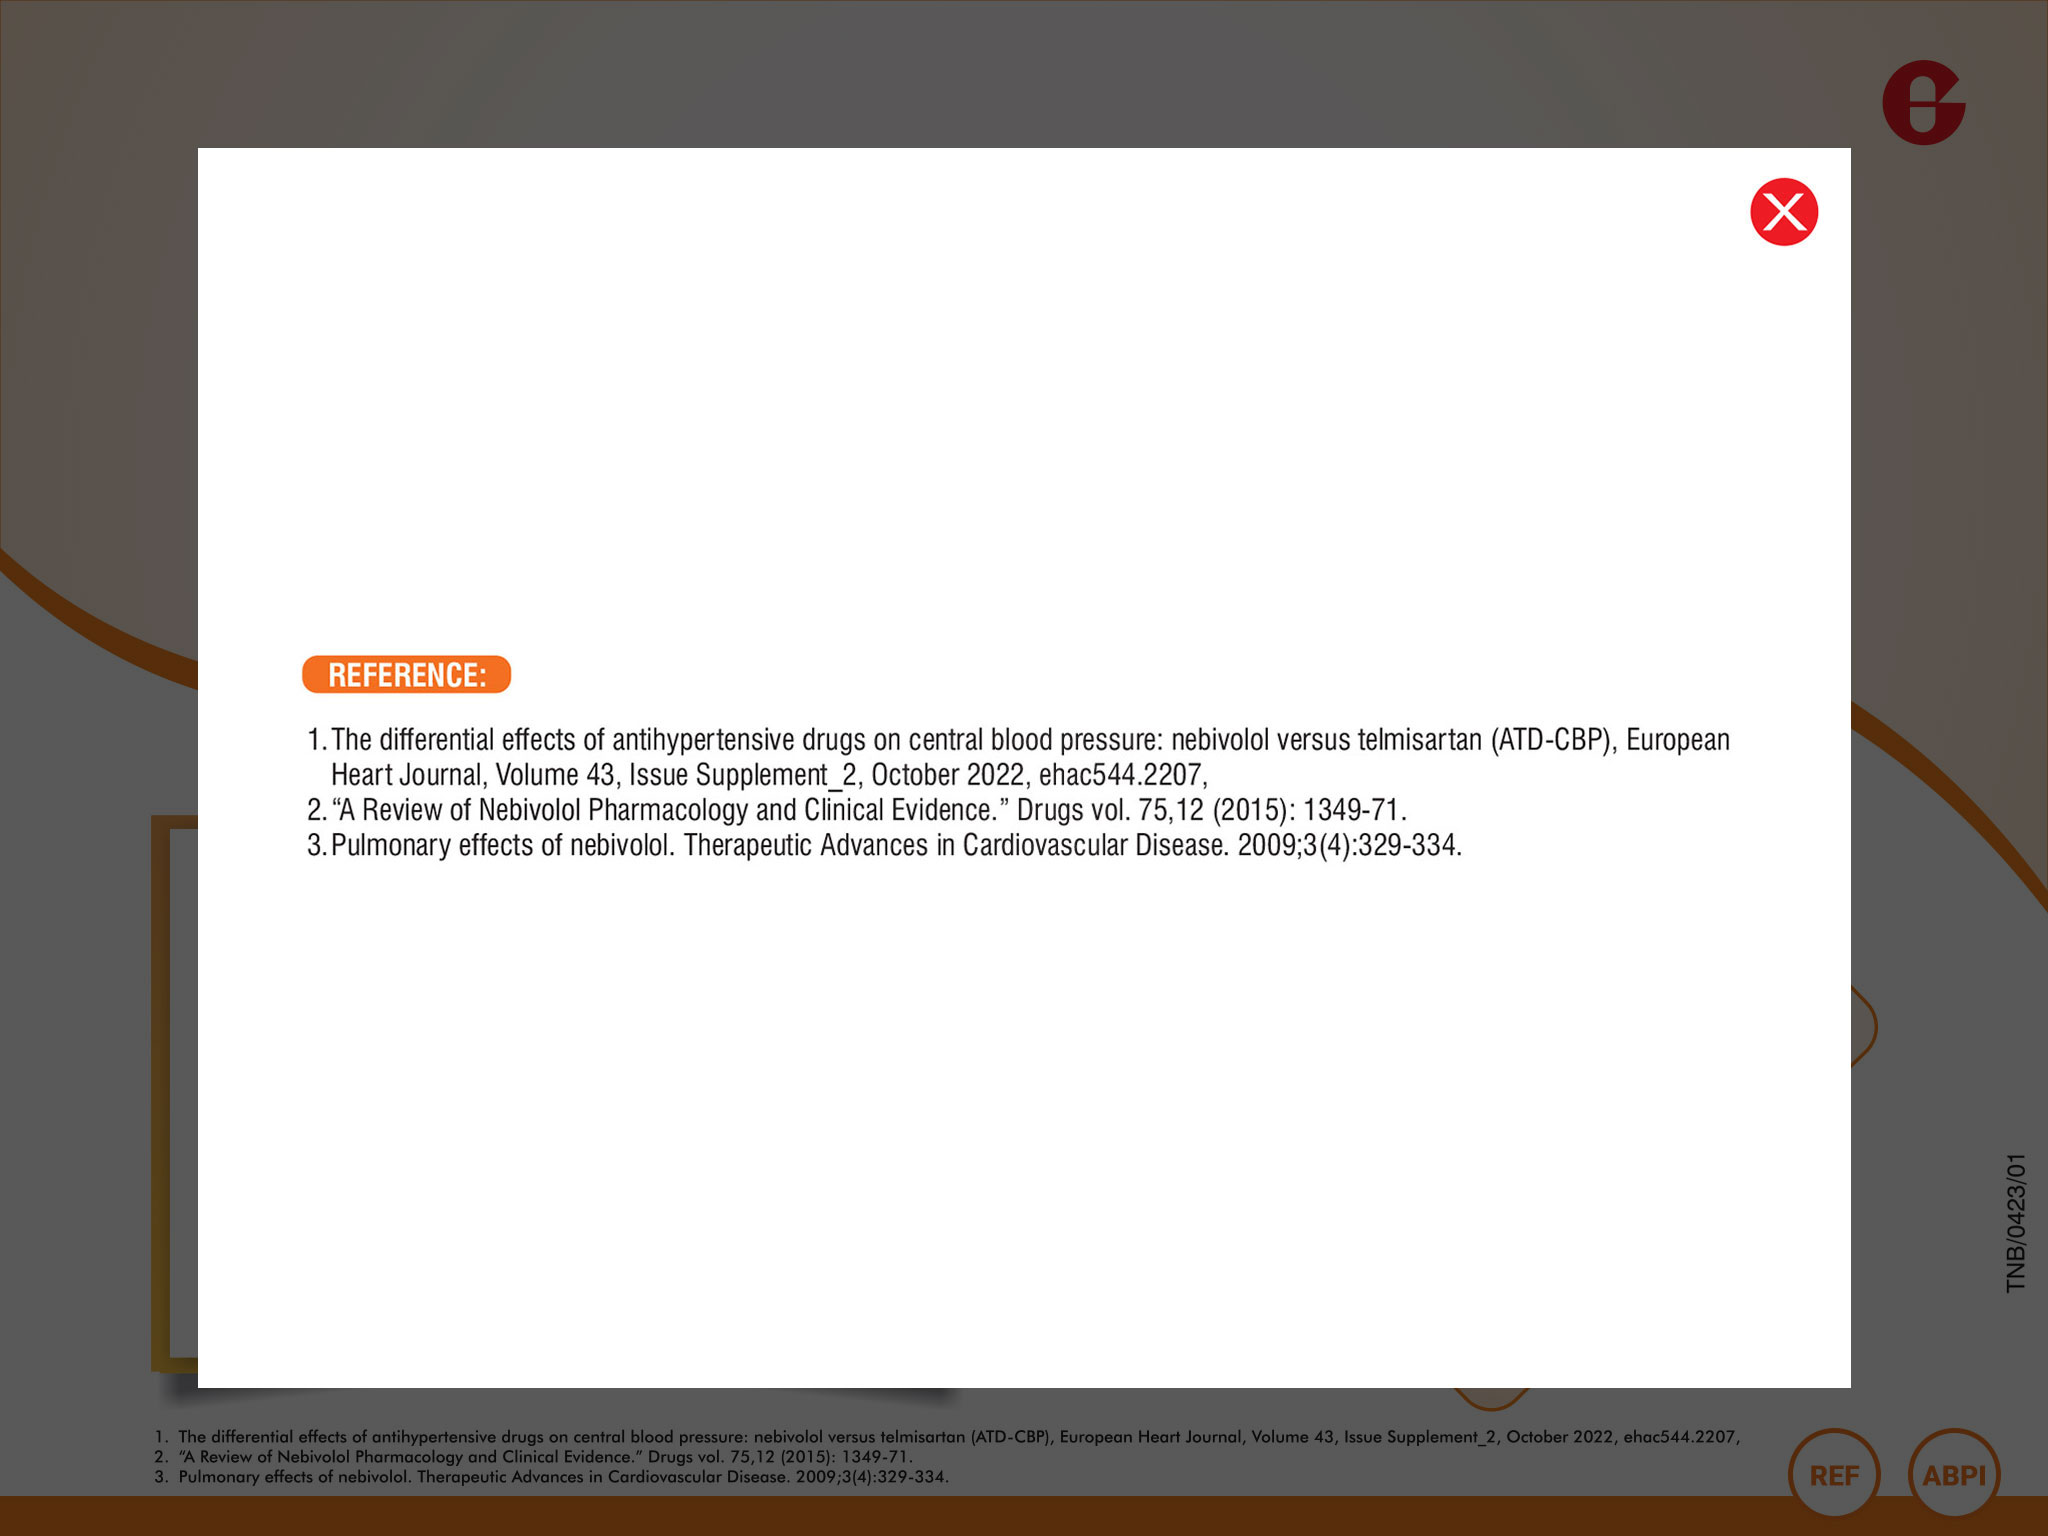 REFERENCE:
1. The differential effects of antihypertensive drugs on central blood pressure: nebivolol versus telmisartan (ATD-CBP), European
Heart Journal, Volume 43, Issue Supplement_2, October 2022, ehac544.2207,
2. “A Review of Nebivolol Pharmacology and Clinical Evidence.” Drugs vol. 75,12 (2015): 1349-71.
3. Pulmonary effects of nebivolol. Therapeutic Advances in Cardiovascular Disease. 2009;3(4):329-334.
TNB/0423/01
1. The differential effects of antihypertensive drugs on central blood pressure: nebivolol versus telmisartan (ATD-CBP), European Heart Journal, Volume 43, Issue Supplement_2, October 2022, ehac544.2207,
2. “A Review of Nebivolol Pharmacology and Clinical Evidence.” Drugs vol. 75,12 (2015): 1349-71.
3. Pulmonary effects of nebivolol. Therapeutic Advances in Cardiovascular Disease. 2009;3(4):329-334.
REF ABPI